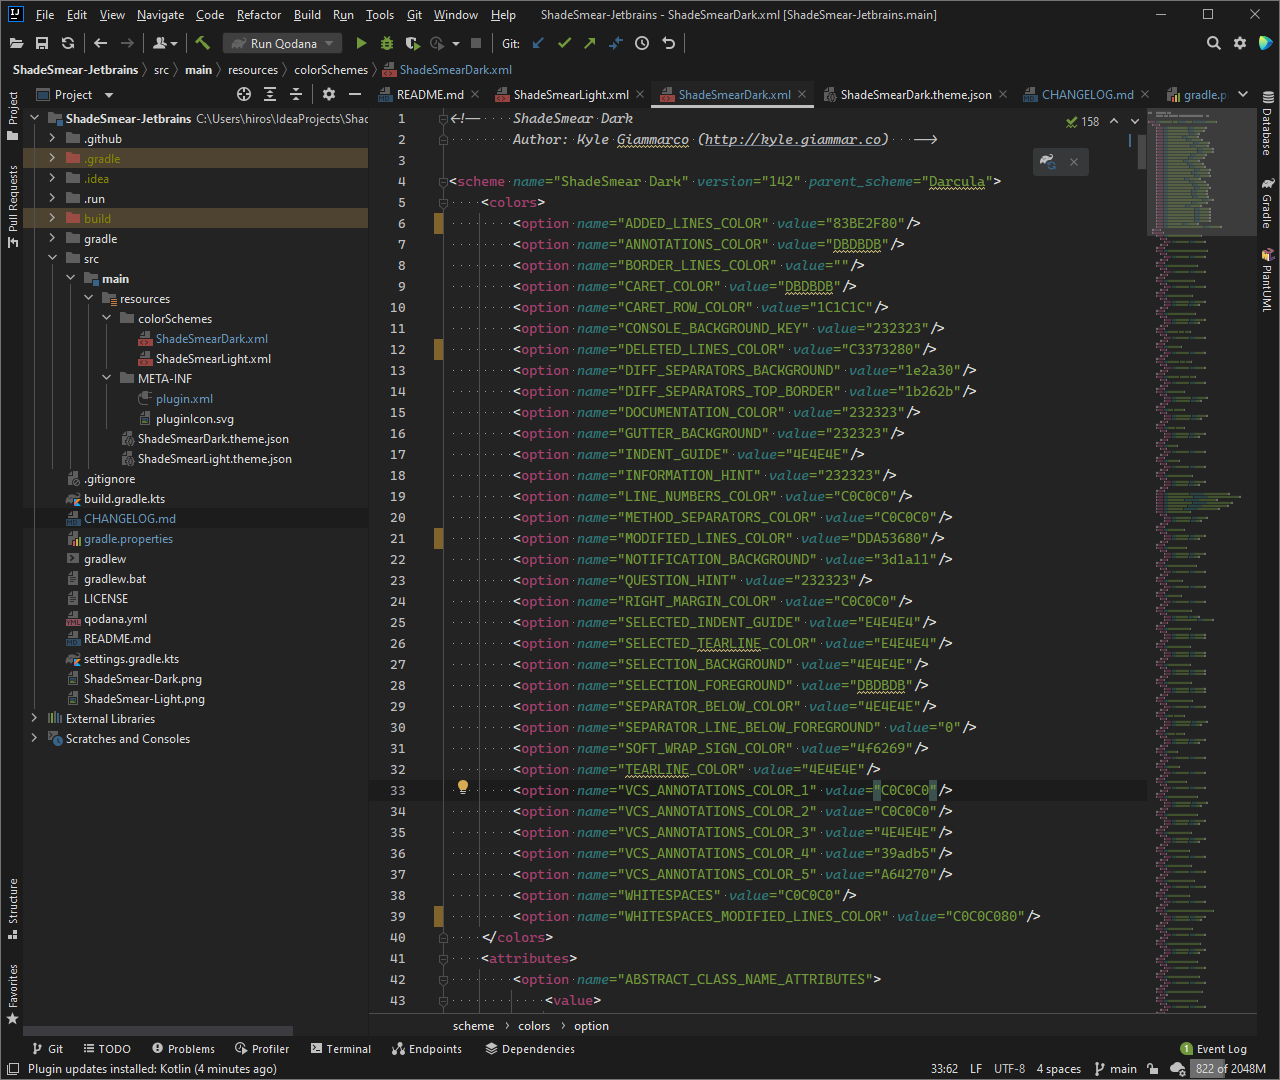 File Edit View Navigate Code Refactor Build Run Tools Git Window Help ShadeSmear-Jetbrains - ShadeSmearDark.xml [ShadeSmear-Jetbrains.main]
Run Qodana Git:
ShadeSmear-Jetbrains src main resources colorSchemes ShadeSmearDark.xml
Project README.md ShadeSmearLight.xml ShadeSmearDark.xml ShadeSmearDark.theme.json CHANGELOG.md gradle.p
Project
Pull Requests
Structure
Favorites
ShadeSmear-Jetbrains C:\Users\hiros\IdeaProjects\Shad
.github
.gradle
.idea
.run
build
gradle
src
main
resources
colorSchemes
ShadeSmearDark.xml
ShadeSmearLight.xml
META-INF
plugin.xml
pluginIcon.svg
ShadeSmearDark.theme.json
ShadeSmearLight.theme.json
.gitignore
build.gradle.kts
CHANGELOG.md
gradle.properties
gradlew
gradlew.bat
LICENSE
qodana.yml
README.md
settings.gradle.kts
ShadeSmear-Dark.png
ShadeSmear-Light.png
External Libraries
Scratches and Consoles
158
1 <!-- ShadeSmear Dark
2 Author: Kyle Giammarco (http://kyle.giammar.co) -->
3
4 <scheme name="ShadeSmear Dark" version="142" parent_scheme="Darcula">
5 <colors>
6 <option name="ADDED_LINES_COLOR" value="83BE2F80"/>
7 <option name="ANNOTATIONS_COLOR" value="DBDBDB"/>
8 <option name="BORDER_LINES_COLOR" value=""/>
9 <option name="CARET_COLOR" value="DBDBDB"/>
10 <option name="CARET_ROW_COLOR" value="1C1C1C"/>
11 <option name="CONSOLE_BACKGROUND_KEY" value="232323"/>
12 <option name="DELETED_LINES_COLOR" value="C3373280"/>
13 <option name="DIFF_SEPARATORS_BACKGROUND" value="1e2a30"/>
14 <option name="DIFF_SEPARATORS_TOP_BORDER" value="1b262b"/>
15 <option name="DOCUMENTATION_COLOR" value="232323"/>
16 <option name="GUTTER_BACKGROUND" value="232323"/>
17 <option name="INDENT_GUIDE" value="4E4E4E"/>
18 <option name="INFORMATION_HINT" value="232323"/>
19 <option name="LINE_NUMBERS_COLOR" value="C0C0C0"/>
20 <option name="METHOD_SEPARATORS_COLOR" value="C0C0C0"/>
21 <option name="MODIFIED_LINES_COLOR" value="DDA53680"/>
22 <option name="NOTIFICATION_BACKGROUND" value="3d1a11"/>
23 <option name="QUESTION_HINT" value="232323"/>
24 <option name="RIGHT_MARGIN_COLOR" value="C0C0C0"/>
25 <option name="SELECTED_INDENT_GUIDE" value="E4E4E4"/>
26 <option name="SELECTED_TEARLINE_COLOR" value="E4E4E4"/>
27 <option name="SELECTION_BACKGROUND" value="4E4E4E"/>
28 <option name="SELECTION_FOREGROUND" value="DBDBDB"/>
29 <option name="SEPARATOR_BELOW_COLOR" value="4E4E4E"/>
30 <option name="SEPARATOR_LINE_BELOW_FOREGROUND" value="0"/>
31 <option name="SOFT_WRAP_SIGN_COLOR" value="4f6269"/>
32 <option name="TEARLINE_COLOR" value="4E4E4E"/>
33 <option name="VCS_ANNOTATIONS_COLOR_1" value="C0C0C0"/>
34 <option name="VCS_ANNOTATIONS_COLOR_2" value="C0C0C0"/>
35 <option name="VCS_ANNOTATIONS_COLOR_3" value="4E4E4E"/>
36 <option name="VCS_ANNOTATIONS_COLOR_4" value="39adb5"/>
37 <option name="VCS_ANNOTATIONS_COLOR_5" value="A64270"/>
38 <option name="WHITESPACES" value="C0C0C0"/>
39 <option name="WHITESPACES_MODIFIED_LINES_COLOR" value="C0C0C080"/>
40 </colors>
41 <attributes>
42 <option name="ABSTRACT_CLASS_NAME_ATTRIBUTES">
43 <value>
scheme colors option
Database
Gradle
PlantUML
Git TODO Problems Profiler Terminal Endpoints Dependencies 1 Event Log
Plugin updates installed: Kotlin (4 minutes ago) 33:62 LF UTF-8 4 spaces main 822 of 2048M